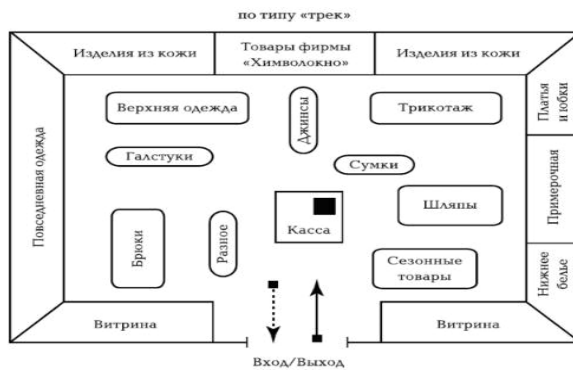 по типу «трек»
Изделия из кожи
Товары фирмы
«Химволокно»
Изделия из кожи
Повседневная одежда
Верхняя одежда
Джинсы
Трикотаж
Платья
и юбки
Галстуки
Сумки
Примерочная
Шляпы
Касса
Брюки
Разное
Сезонные
товары
Нижнее
белье
Витрина
Витрина
Вход/Выход